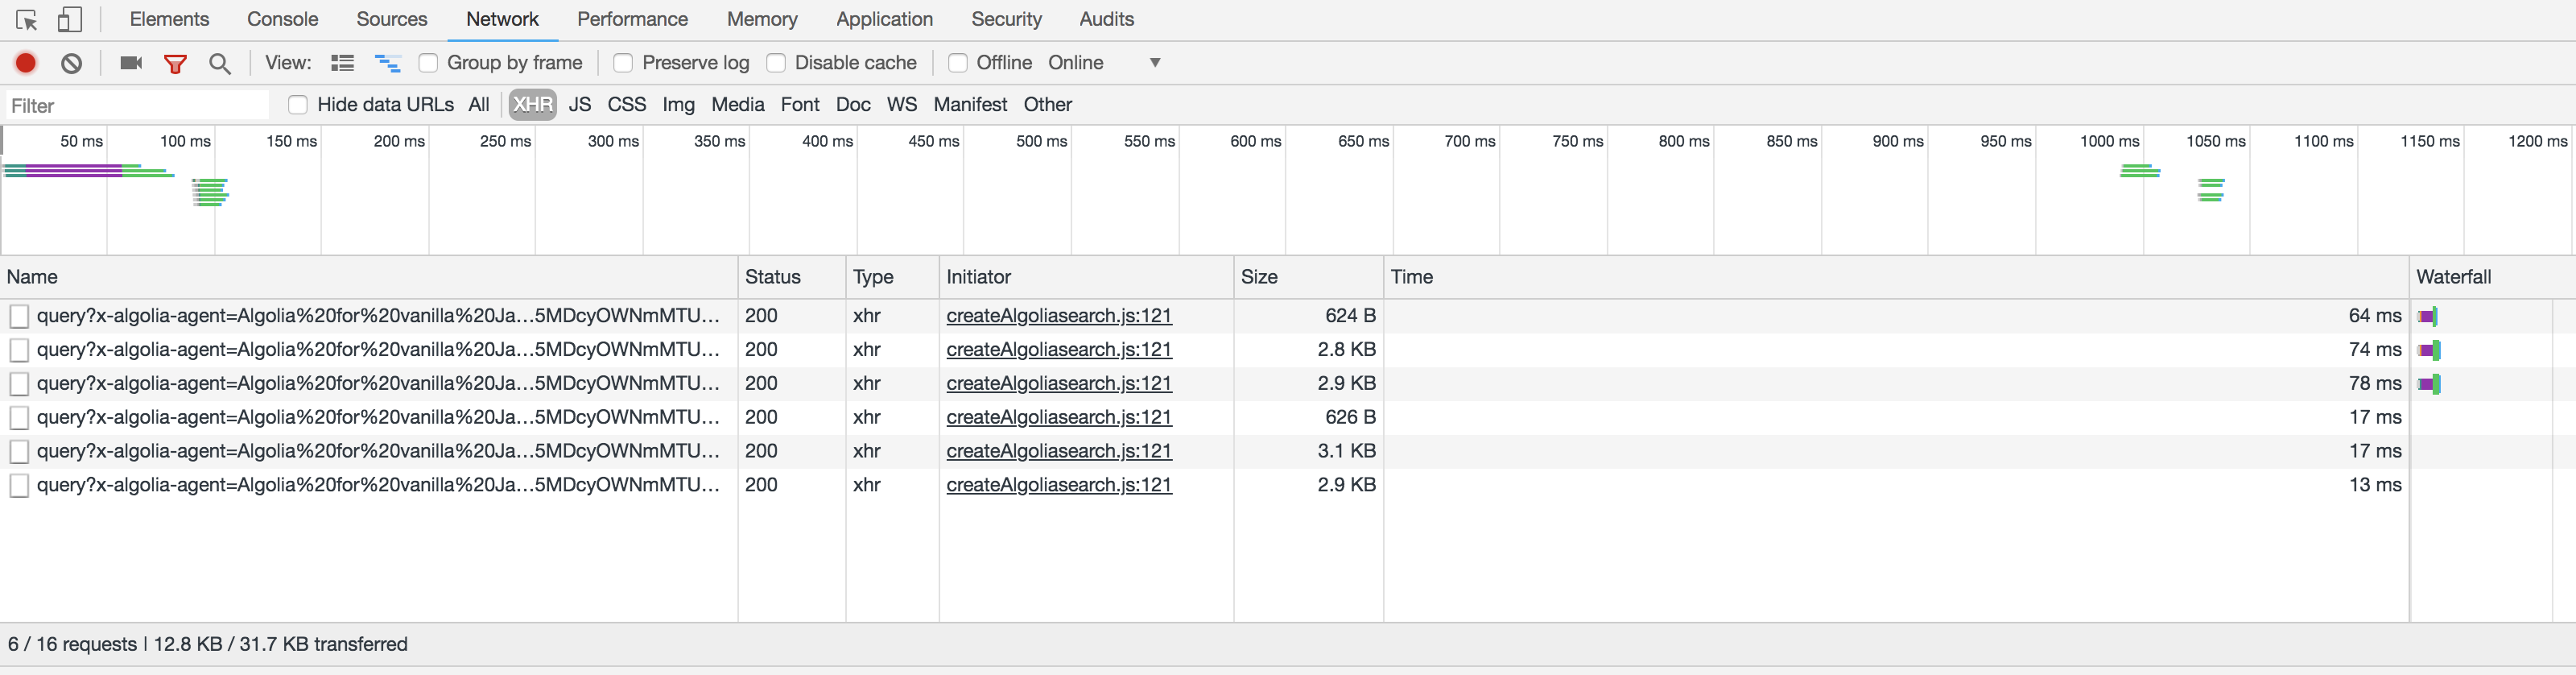 Elements Console Sources Network Performance Memory Application Security Audits
View: Group by frame Preserve log Disable cache Offline Online ▼
Filter Hide data URLs All XHR JS CSS Img Media Font Doc WS Manifest Other
50 ms 100 ms 150 ms 200 ms 250 ms 300 ms 350 ms 400 ms 450 ms 500 ms 550 ms 600 ms 650 ms 700 ms 750 ms 800 ms 850 ms 900 ms 950 ms 1000 ms 1050 ms 1100 ms 1150 ms 1200 ms
Name Status Type Initiator Size Time Waterfall
query?x-algolia-agent=Algolia%20for%20vanilla%20Ja…5MDcyOWNmMTU… 200 xhr createAlgoliasearch.js:121 624 B 64 ms
query?x-algolia-agent=Algolia%20for%20vanilla%20Ja…5MDcyOWNmMTU… 200 xhr createAlgoliasearch.js:121 2.8 KB 74 ms
query?x-algolia-agent=Algolia%20for%20vanilla%20Ja…5MDcyOWNmMTU… 200 xhr createAlgoliasearch.js:121 2.9 KB 78 ms
query?x-algolia-agent=Algolia%20for%20vanilla%20Ja…5MDcyOWNmMTU… 200 xhr createAlgoliasearch.js:121 626 B 17 ms
query?x-algolia-agent=Algolia%20for%20vanilla%20Ja…5MDcyOWNmMTU… 200 xhr createAlgoliasearch.js:121 3.1 KB 17 ms
query?x-algolia-agent=Algolia%20for%20vanilla%20Ja…5MDcyOWNmMTU… 200 xhr createAlgoliasearch.js:121 2.9 KB 13 ms
6 / 16 requests | 12.8 KB / 31.7 KB transferred